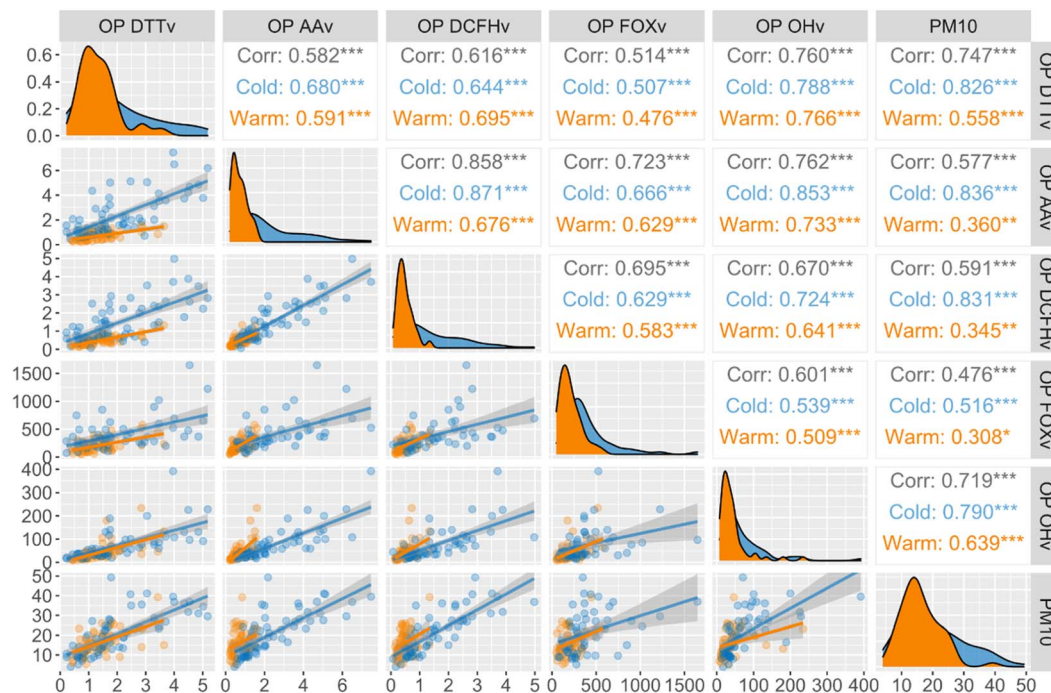 OP DTTv OP AAv OP DCFHv OP FOXv OP OHv PM10
0.6 Corr: 0.582*** Corr: 0.616*** Corr: 0.514*** Corr: 0.760*** Corr: 0.747*** OP DTTv
0.4 Cold: 0.680*** Cold: 0.644*** Cold: 0.507*** Cold: 0.788*** Cold: 0.826***
0.2 Warm: 0.591*** Warm: 0.695*** Warm: 0.476*** Warm: 0.766*** Warm: 0.558***
0.0
6 Corr: 0.858*** Corr: 0.723*** Corr: 0.762*** Corr: 0.577*** OP AAv
4 Cold: 0.871*** Cold: 0.666*** Cold: 0.853*** Cold: 0.836***
2 Warm: 0.676*** Warm: 0.629*** Warm: 0.733*** Warm: 0.360**
0
5 Corr: 0.695*** Corr: 0.670*** Corr: 0.591*** OP DCFHv
4
3 Cold: 0.629*** Cold: 0.724*** Cold: 0.831***
2
1 Warm: 0.583*** Warm: 0.641*** Warm: 0.345**
0
1500 Corr: 0.601*** Corr: 0.476*** OP FOXv
1000 Cold: 0.539*** Cold: 0.516***
500 Warm: 0.509*** Warm: 0.308*
0
400 Corr: 0.719*** OP OHv
300
200 Cold: 0.790***
100 Warm: 0.639***
0
50 PM10
40
30
20
10
0 1 2 3 4 5 0 2 4 6 0 1 2 3 4 5 0 500 1000 1500 0 100 200 300 400 10 20 30 40 50